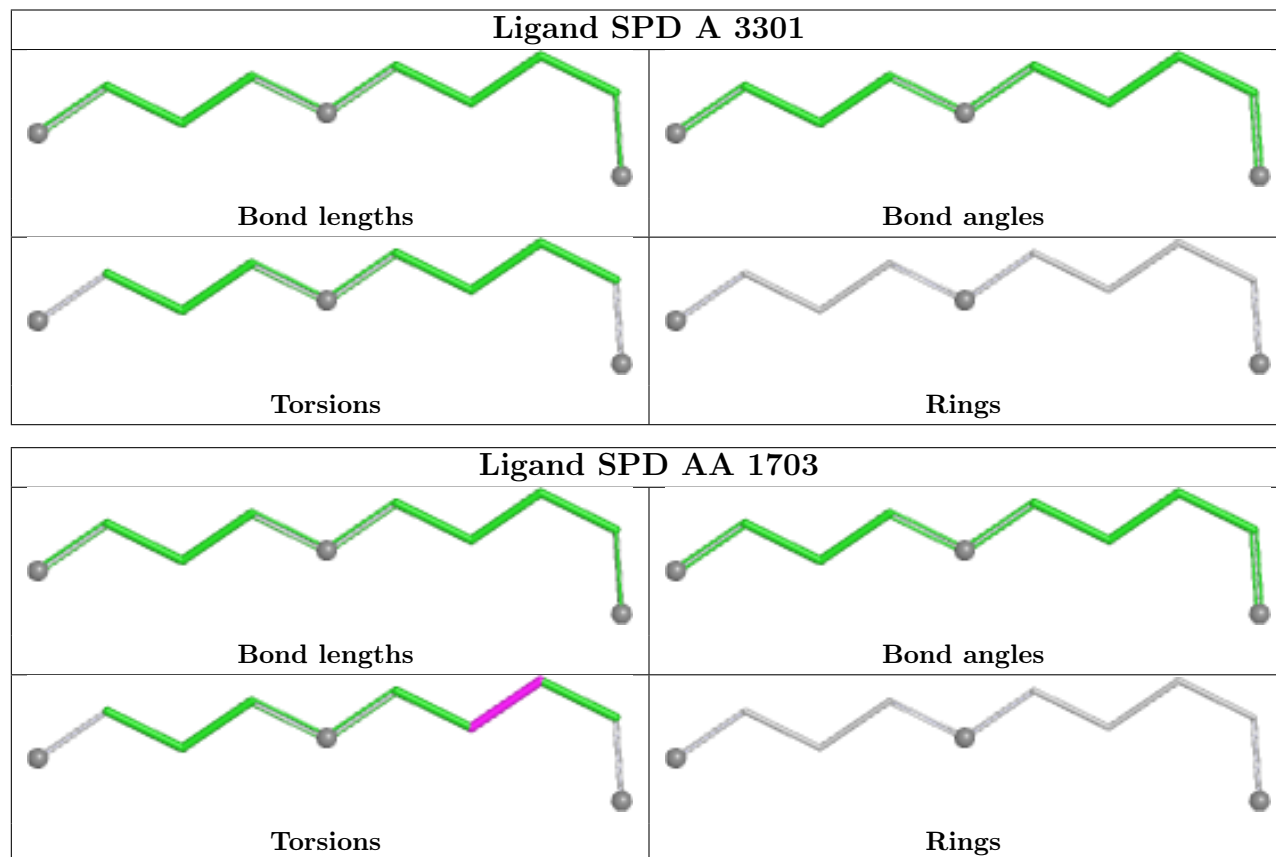 Ligand SPD A 3301
Bond lengths
Bond angles
Torsions
Rings
Ligand SPD AA 1703
Bond lengths
Bond angles
Torsions
Rings